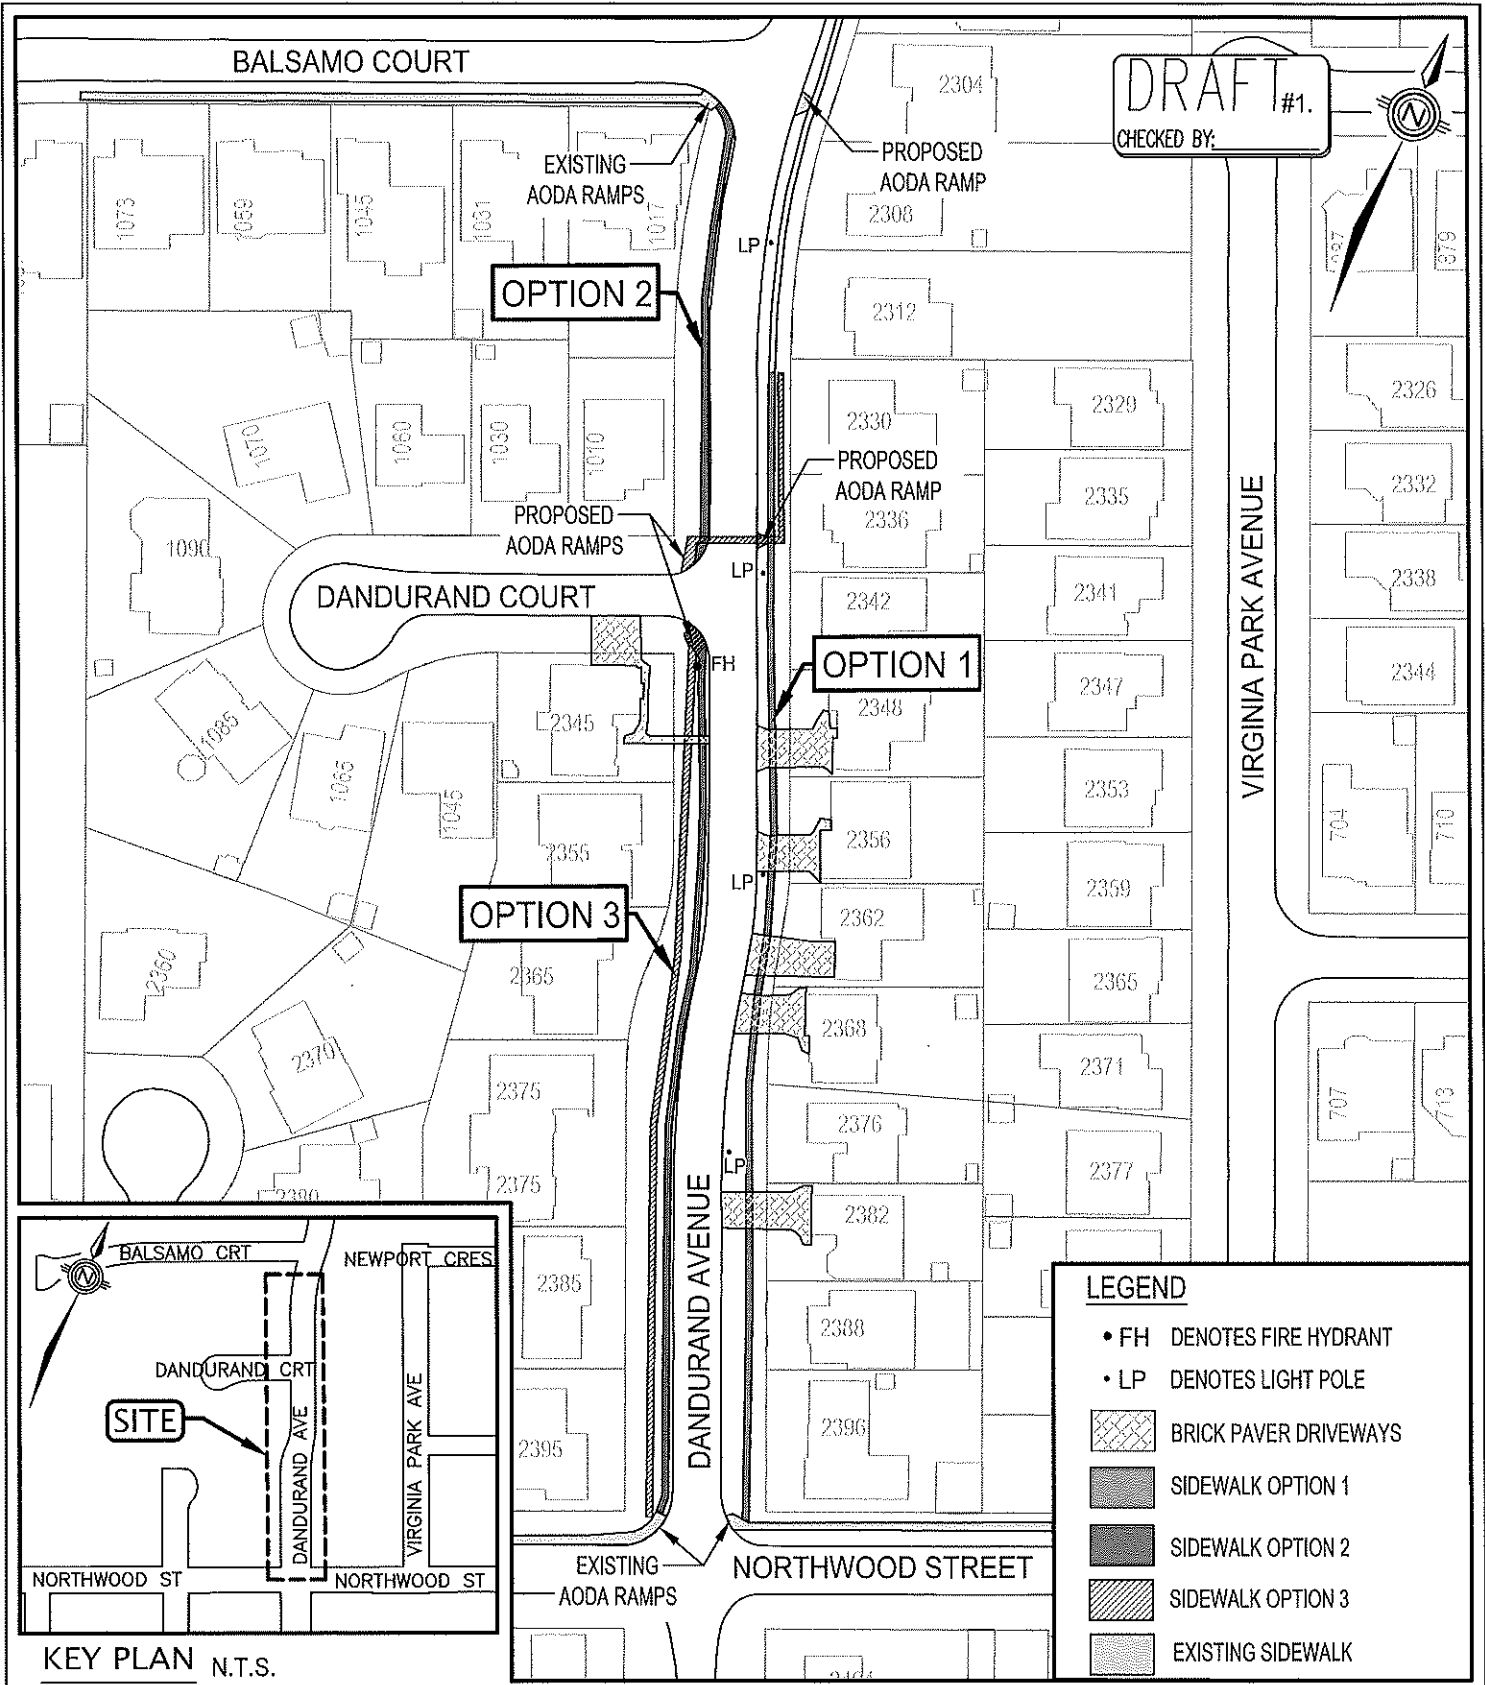 BALSAMO COURT
DRAFT #1.
CHECKED BY:
N
2304
EXISTING
AODA RAMPS
PROPOSED
AODA RAMP
1073
1059
1045
1031
1017
2308
879
LP
OPTION 2
2312
2326
1070
1060
1030
1010
2330
2329
PROPOSED
AODA RAMP
2332
2335
2336
PROPOSED
AODA RAMPS
1090
LP
2338
2341
2342
DANDURAND COURT
VIRGINIA PARK AVENUE
FH
OPTION 1
2344
2347
2348
2345
1085
1065
1045
2353
704
710
2355
2356
LP
2359
2362
OPTION 3
2360
2365
2365
2368
2370
2371
2375
2376
707
713
LP
2377
2375
2380
2382
DANDURAND AVENUE
2385
2388
2395
2396
EXISTING
AODA RAMPS
NORTHWOOD STREET
N
BALSAMO CRT
NEWPORT CRES
DANDURAND CRT
SITE
DANDURAND AVE
VIRGINIA PARK AVE
NORTHWOOD ST
NORTHWOOD ST
KEY PLAN N.T.S.
LEGEND
• FH DENOTES FIRE HYDRANT
• LP DENOTES LIGHT POLE
BRICK PAVER DRIVEWAYS
SIDEWALK OPTION 1
SIDEWALK OPTION 2
SIDEWALK OPTION 3
EXISTING SIDEWALK